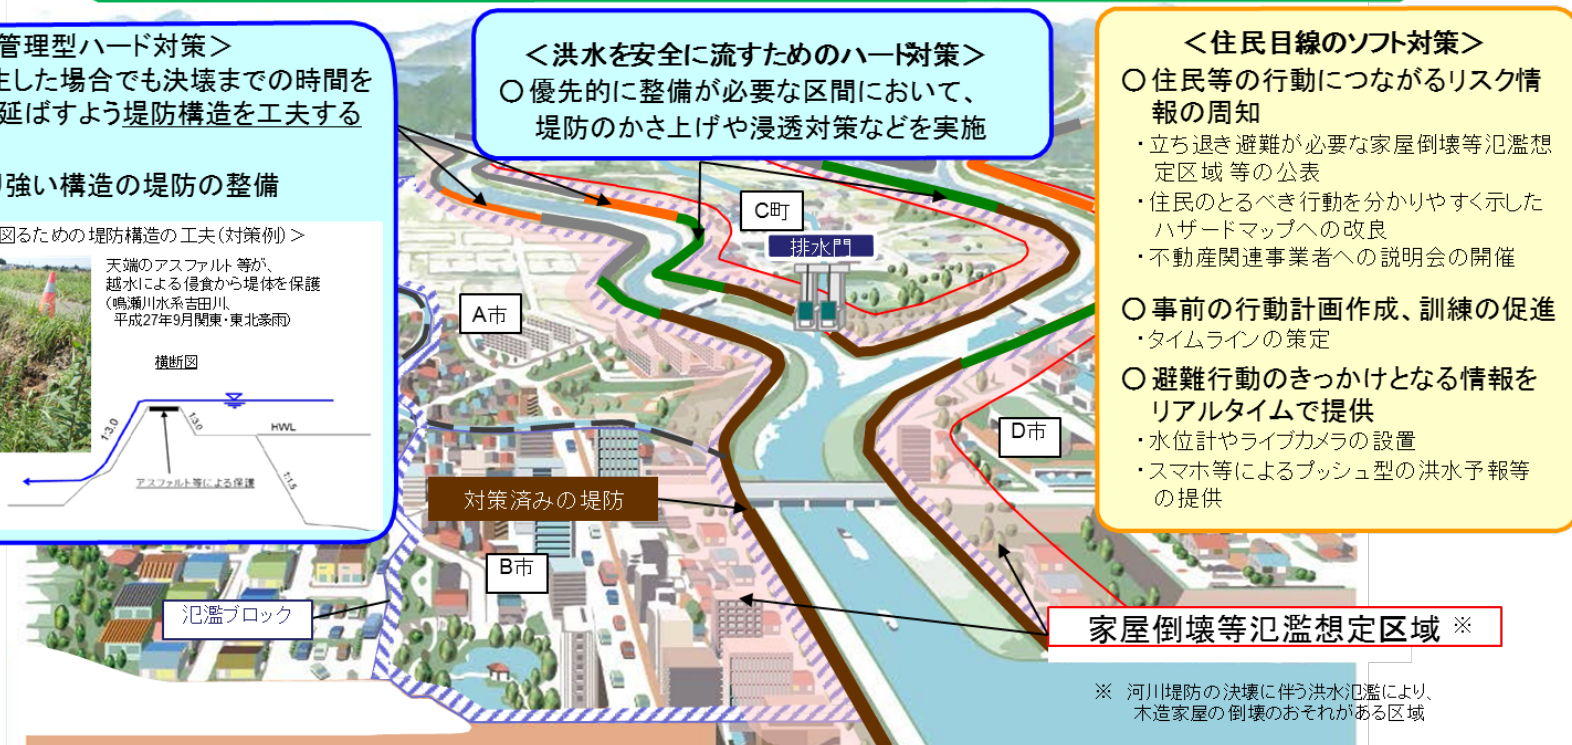 管理型ハード対策＞
生した場合でも決壊までの時間を
延ばすよう堤防構造を工夫する
強い構造の堤防の整備
図るための堤防構造の工夫(対策例)＞
天端のアスファルト等が、
越水による侵食から堤体を保護
(鳴瀬川水系吉田川、
平成27年9月関東・東北豪雨)
横断図
1:3.0
1:3.0
HWL
1:1.5
アスファルト等による保護
＜洪水を安全に流すためのハード対策＞
〇優先的に整備が必要な区間において、
堤防のかさ上げや浸透対策などを実施
＜住民目線のソフト対策＞
〇住民等の行動につながるリスク情
報の周知
・立ち退き避難が必要な家屋倒壊等氾濫想
定区域 等の公表
・住民のとるべき行動を分かりやすく示した
ハザードマップへの改良
・不動産関連事業者への説明会の開催
〇事前の行動計画作成、訓練の促進
・タイムラインの策定
〇避難行動のきっかけとなる情報を
リアルタイムで提供
・水位計やライブカメラの設置
・スマホ等によるプッシュ型の洪水予報等
の提供
C町
排水門
A市
D市
対策済みの堤防
B市
氾濫ブロック
家屋倒壊等氾濫想定区域 ※
※ 河川堤防の決壊に伴う洪水氾濫により、
木造家屋の倒壊のおそれがある区域